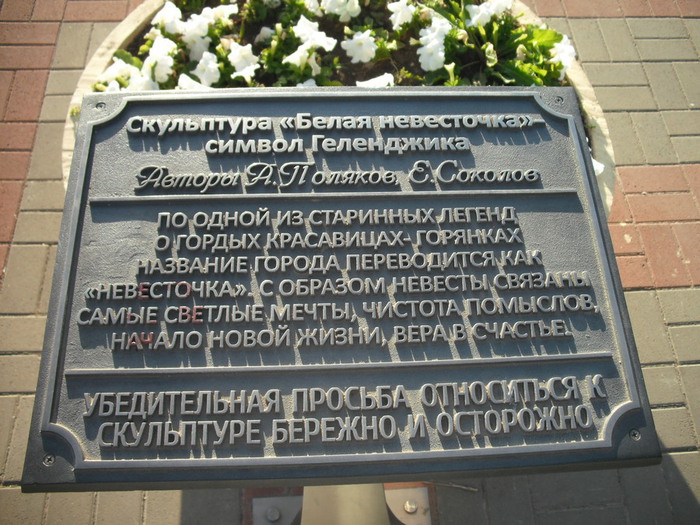 Скульптура «Белая невесточка»-
символ Геленджика
Авторы А.Поляков, Е.Соколов
ПО ОДНОЙ ИЗ СТАРИННЫХ ЛЕГЕНД
О ГОРДЫХ КРАСАВИЦАХ- ГОРЯНКАХ
НАЗВАНИЕ ГОРОДА ПЕРЕВОДИТСЯ КАК
«НЕВЕСТОЧКА». С ОБРАЗОМ НЕВЕСТЫ СВЯЗАНЫ
САМЫЕ СВЕТЛЫЕ МЕЧТЫ, ЧИСТОТА ПОМЫСЛОВ,
НАЧАЛО НОВОЙ ЖИЗНИ, ВЕРА В СЧАСТЬЕ.
УБЕДИТЕЛЬНАЯ ПРОСЬБА ОТНОСИТЬСЯ К
СКУЛЬПТУРЕ БЕРЕЖНО И ОСТОРОЖНО